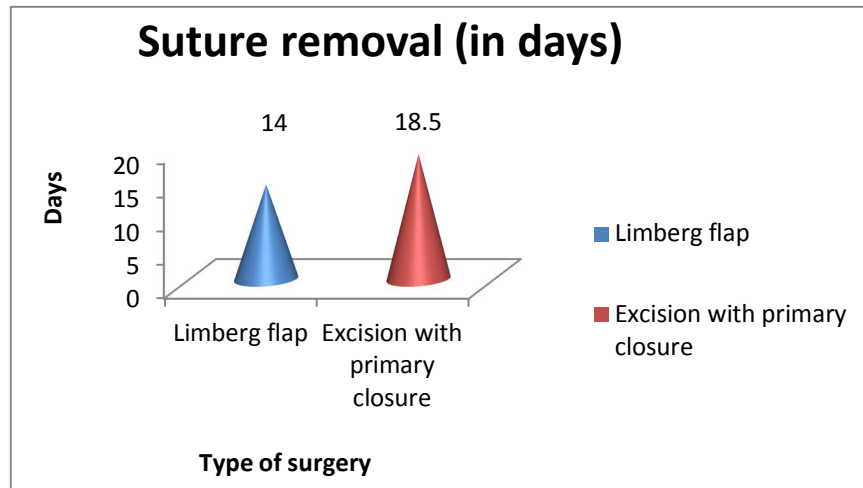 Suture removal (in days)
14
18.5
Days
20
15
10
5
0
Limberg flap
Excision with
primary
closure
Type of surgery
Limberg flap
Excision with primary
closure